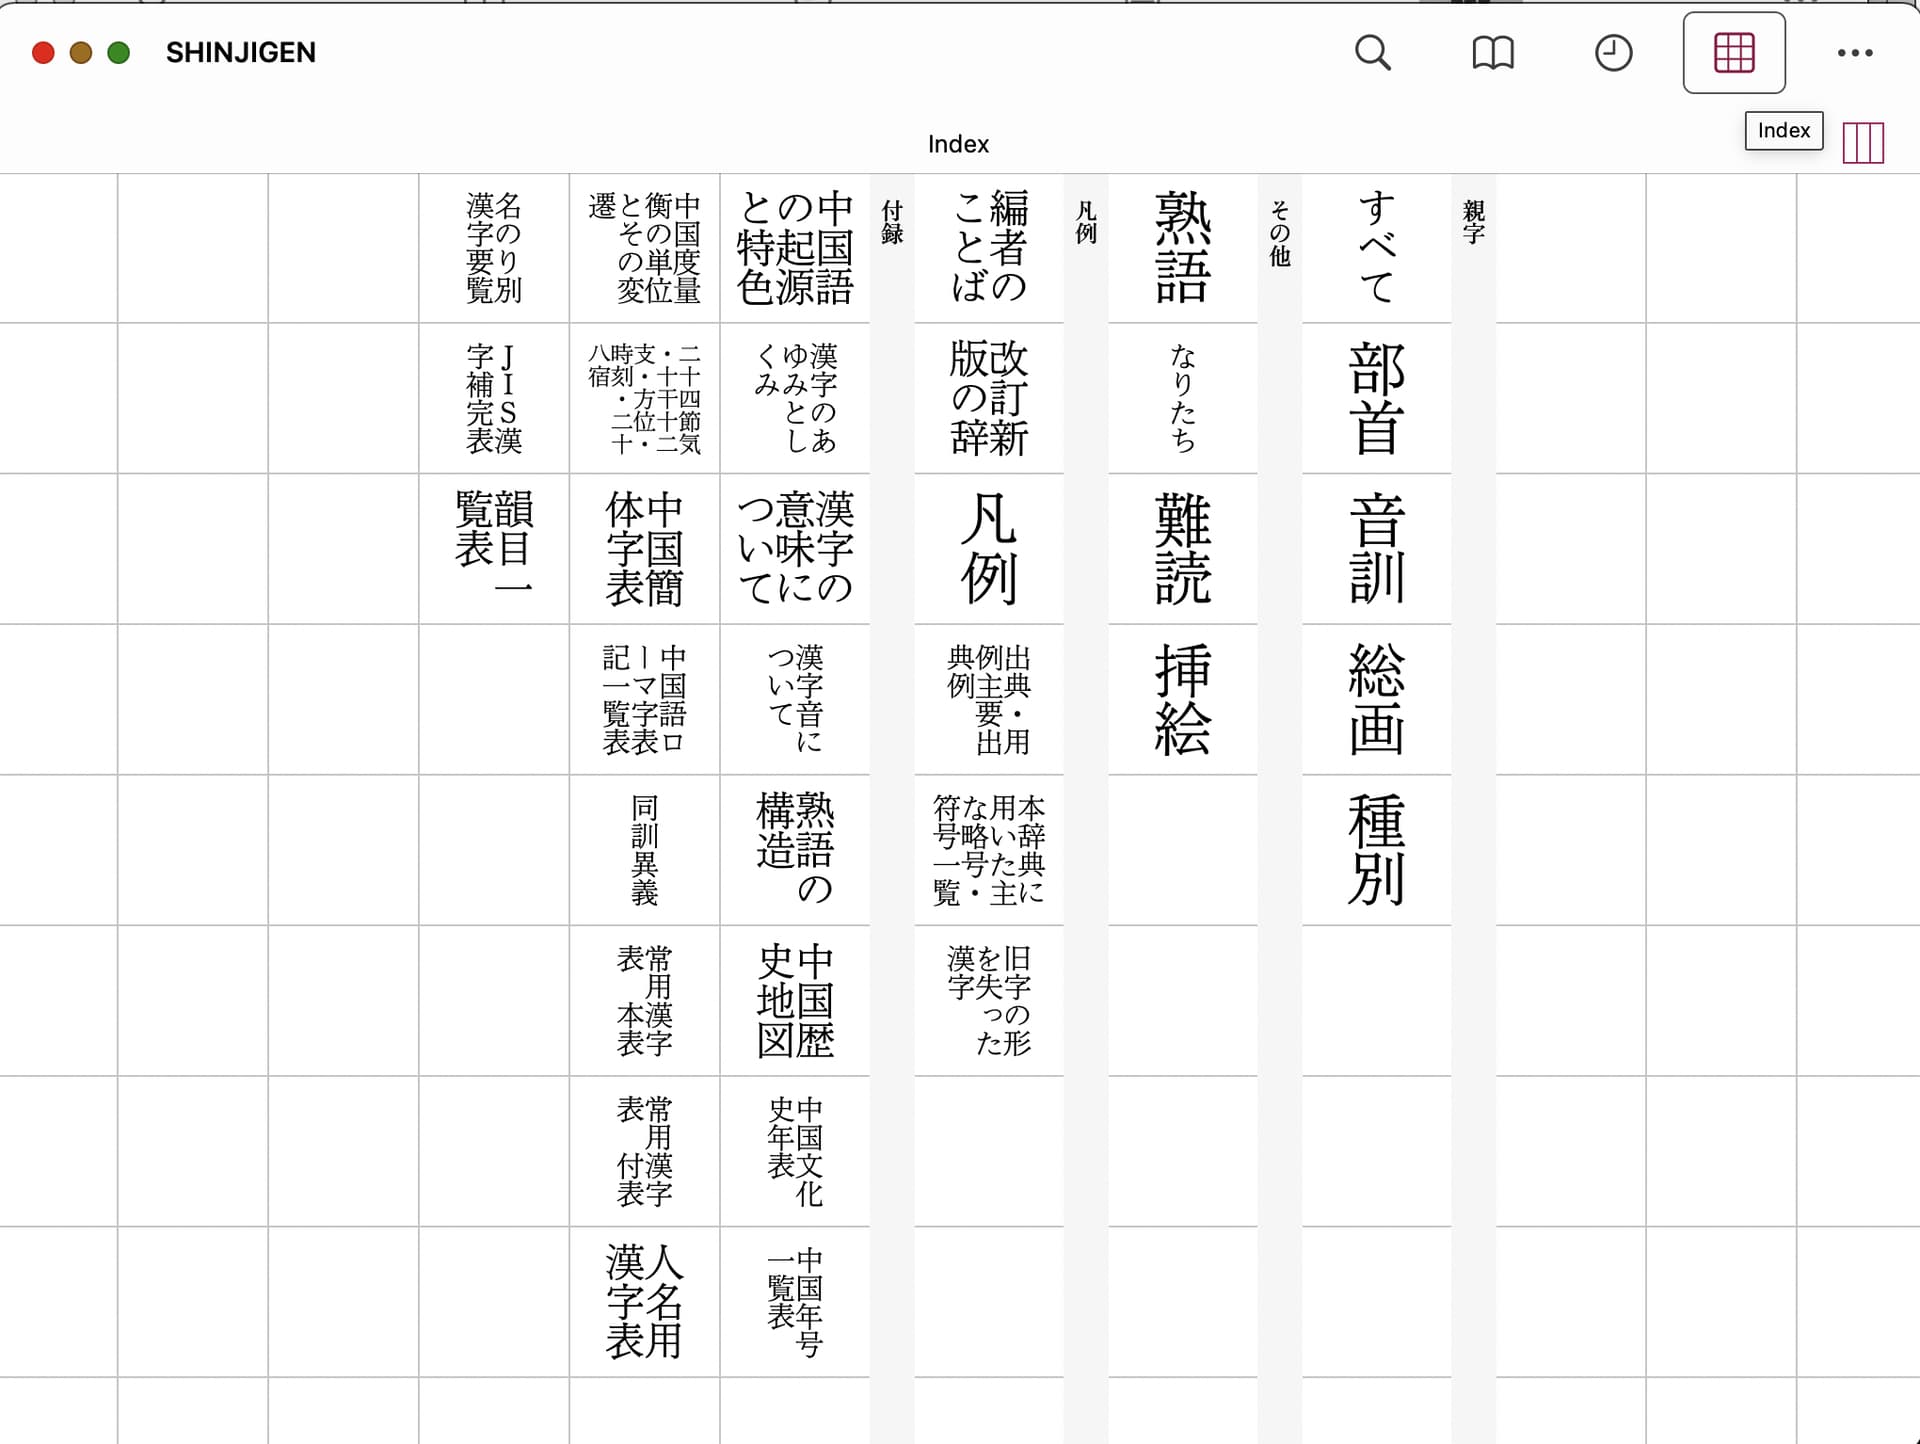 SHINJIGEN
Index
Index
親字
すべて
部首
音訓
総画
種別
その他
熟語
なりたち
難読
挿絵
凡例
編者の
ことば
改訂新
版の辞
凡例
出典・用
例主要出
典例
本辞典に
用いた主
な略号・
符号一覧
旧字の形
を失った
漢字
付録
中国語
の起源
と特色
漢字のあ
ゆみとし
くみ
漢字の
意味に
ついて
漢字音に
ついて
熟語の
構造
中国歴
史地図
中国文化
史年表
中国年号
一覧表
中国度量
衡の単位
とその変
遷
二十四節気
・十干十二
支・方位・
時刻・二十
八宿
中国簡
体字表
中国語ロ
ーマ字表
記一覧表
同訓異義
常用漢字
表 本表
常用漢字
表 付表
人名用
漢字表
名のり別
漢字要覧
JIS漢
字補完表
韻目一
覧表